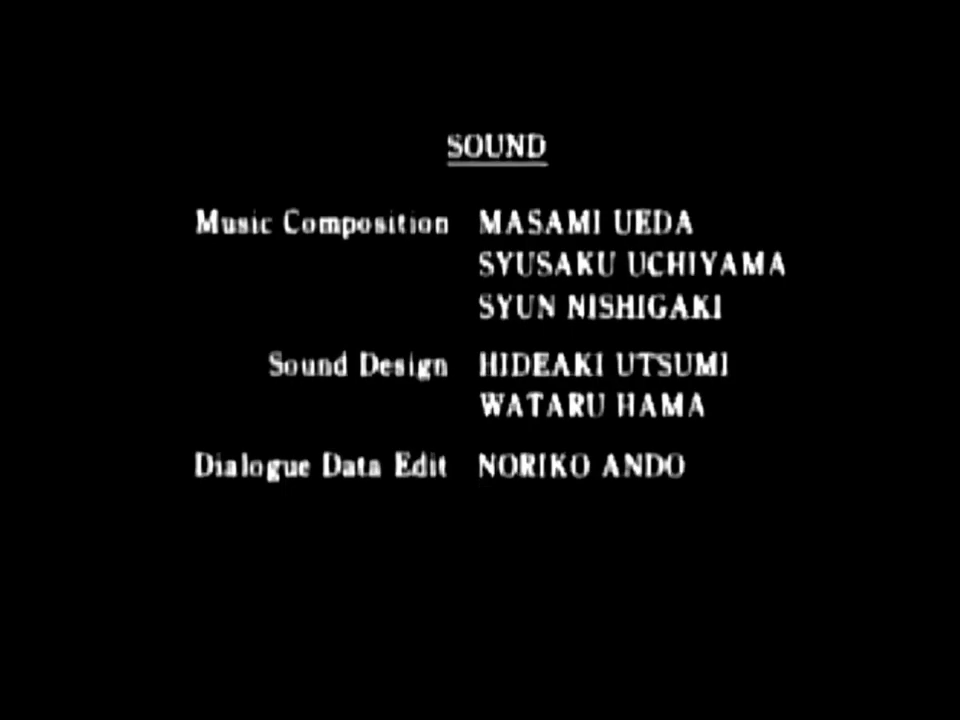 SOUND
Music Composition MASAMI UEDA
SYUSAKU UCHIYAMA
SYUN NISHIGAKI
Sound Design HIDEAKI UTSUMI
WATARU HAMA
Dialogue Data Edit NORIKO ANDO